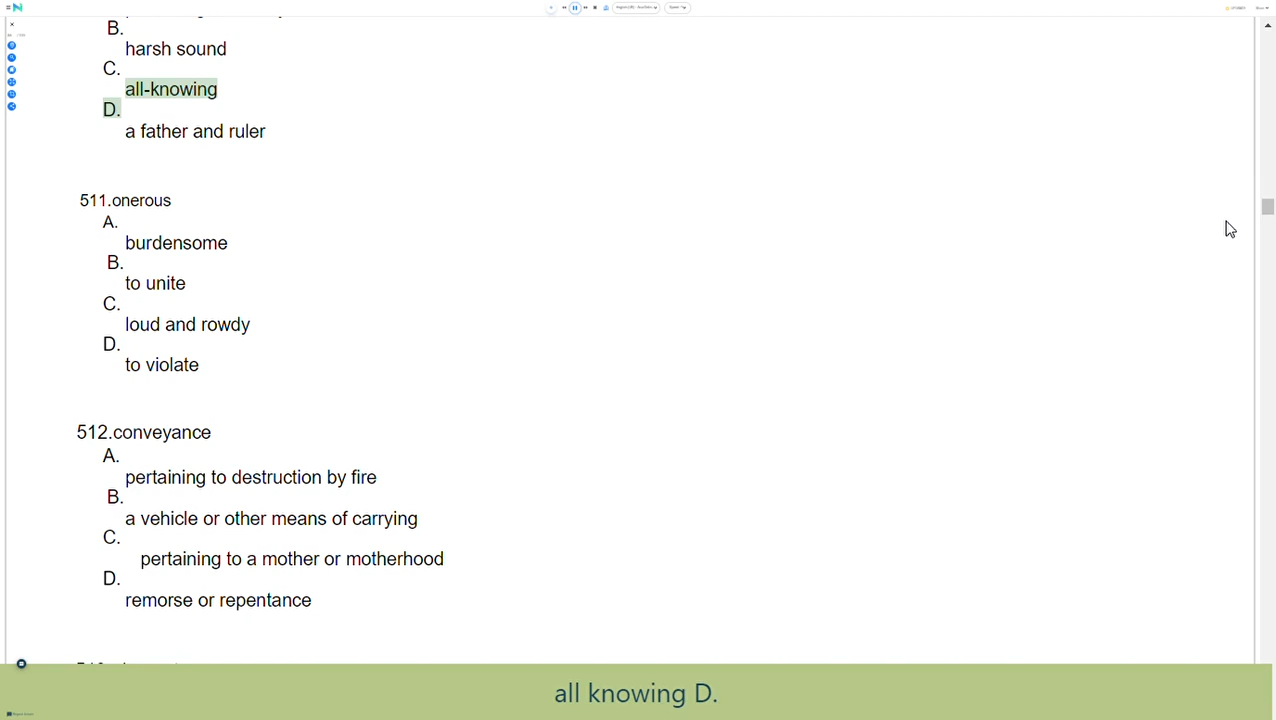 B.
harsh sound
C.
all-knowing
D.
a father and ruler
511.onerous
A.
burdensome
B.
to unite
C.
loud and rowdy
D.
to violate
512.conveyance
A.
pertaining to destruction by fire
B.
a vehicle or other means of carrying
C.
pertaining to a mother or motherhood
D.
remorse or repentance
all knowing D.